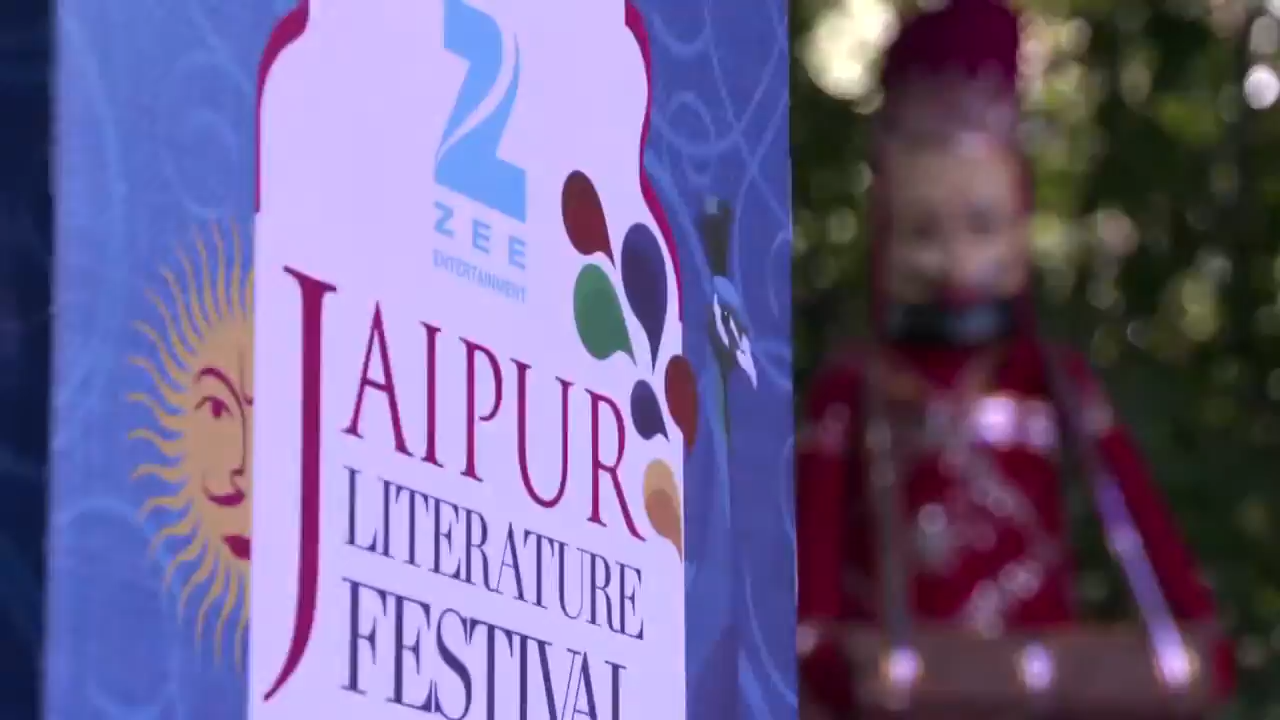 ZEE
ENTERTAINMENT
JAIPUR
LITERATURE
FESTIVAL